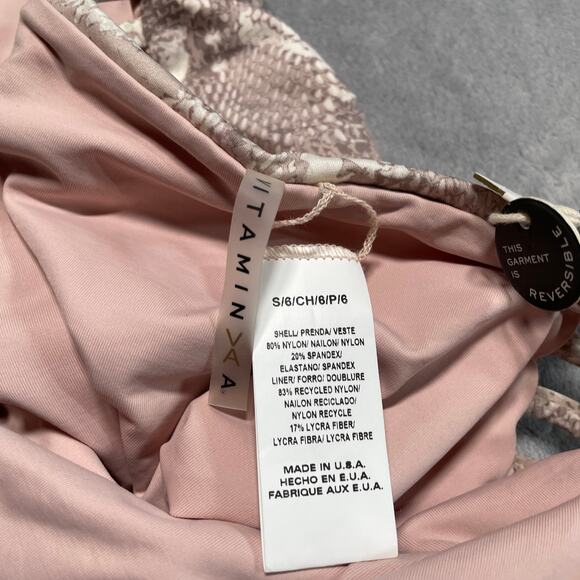 VITAMIN A
S/6/CH/6/P/6
SHELL/ PRENDA/ VESTE
80% NYLON/ NAILON/ NYLON
20% SPANDEX/
ELASTANO/ SPANDEX
LINER/ FORRO/ DOUBLURE
83% RECYCLED NYLON/
NAILON RECICLADO/
NYLON RECYCLE
17% LYCRA FIBER/
LYCRA FIBRA/ LYCRA FIBRE
MADE IN U.S.A.
HECHO EN E.U.A.
FABRIQUE AUX E.U.A.
THIS
GARMENT
IS
REVERSIBLE